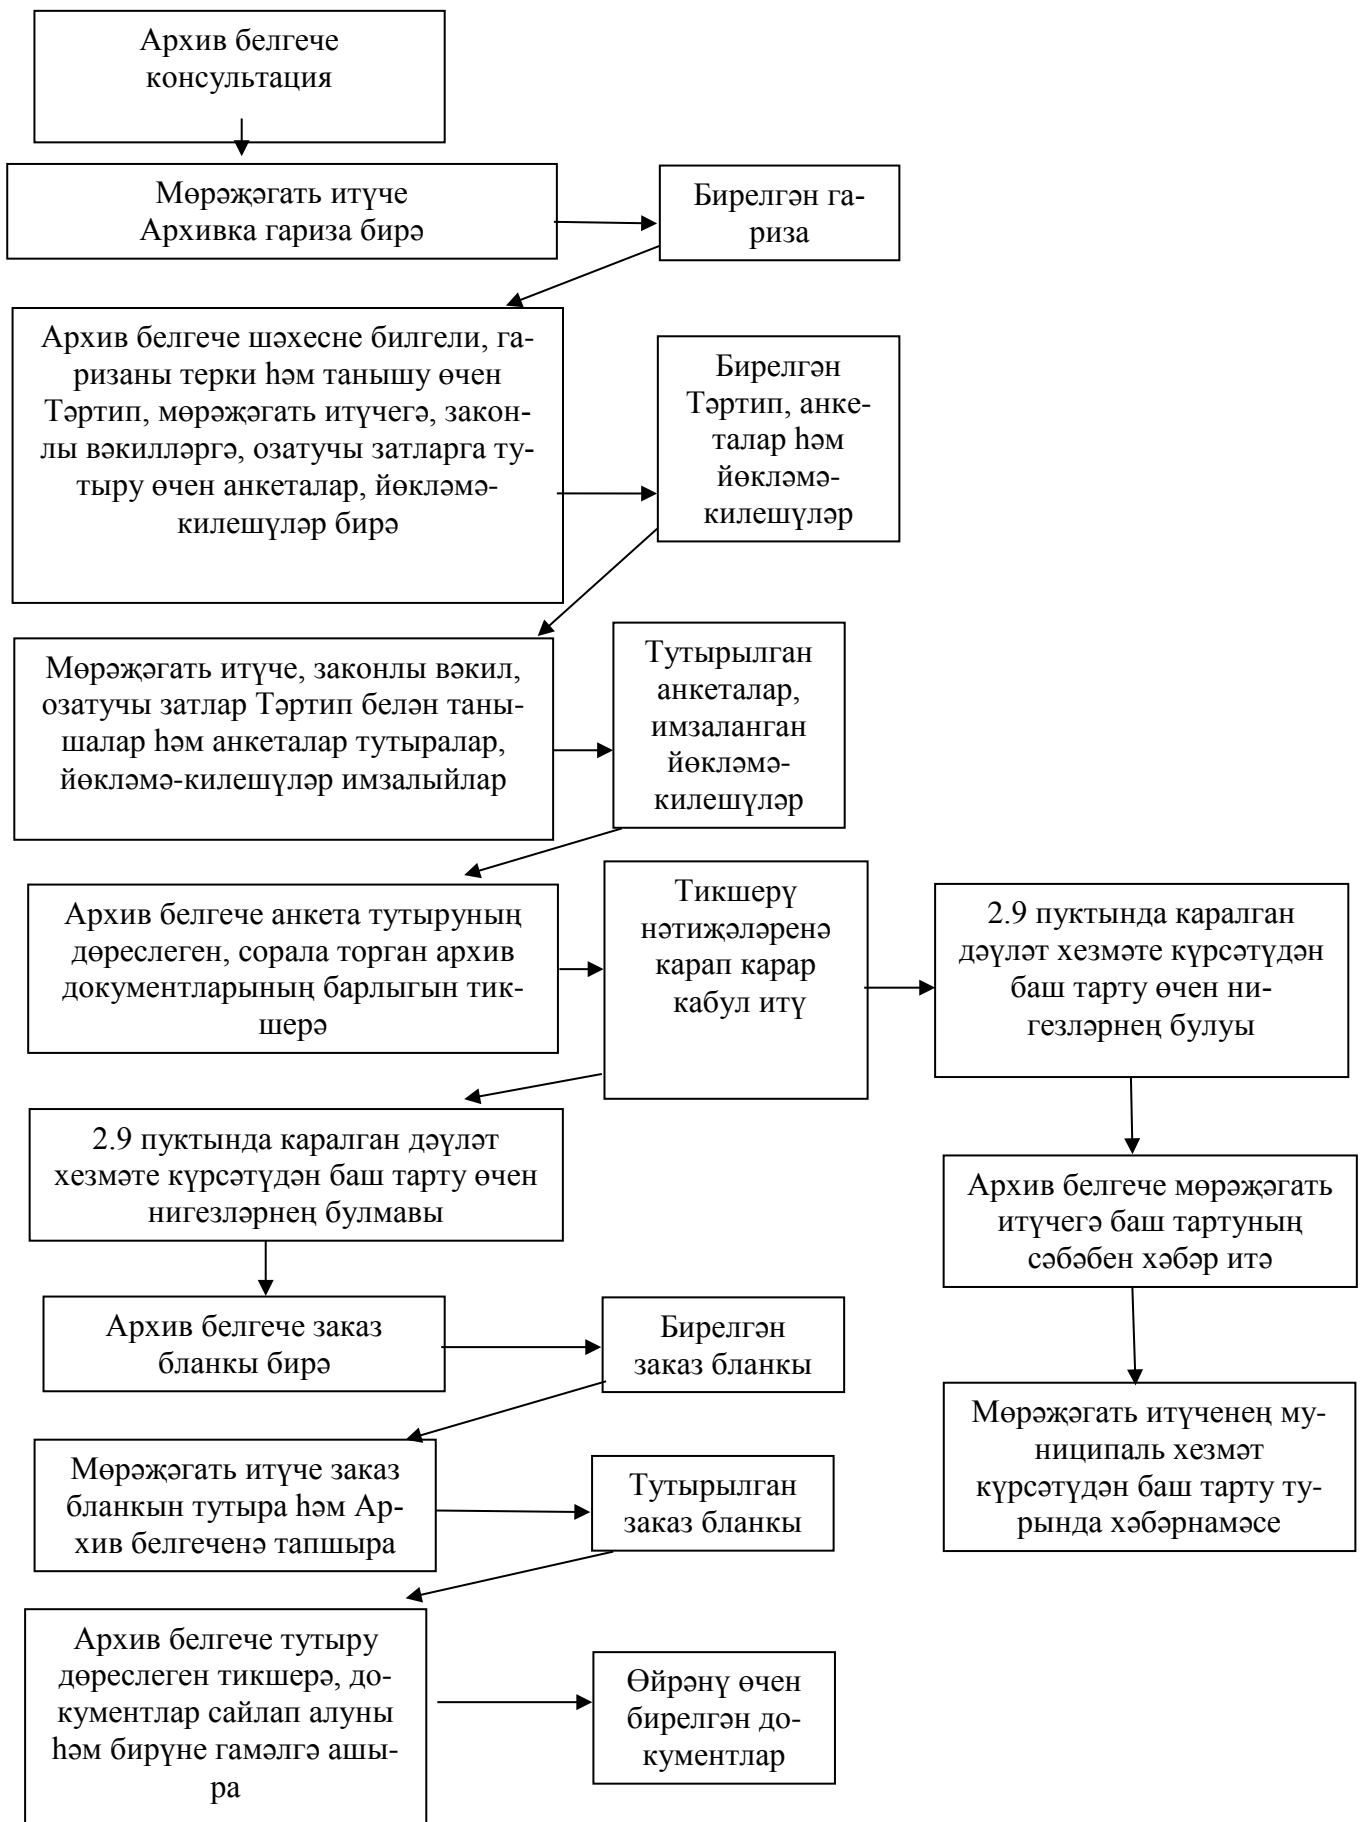 Архив белгече
консультация
Мөрәҗәгать итүче
Архивка гариза бирә
Бирелгән га-
риза
Архив белгече шәхесне билгели, га-
ризаны терки һәм танышу өчен
Тәртип, мөрәҗәгать итүчегә, закон-
лы вәкилләргә, озатучы затларга ту-
тыру өчен анкеталар, йөкләмә-
килешүләр бирә
Бирелгән
Тәртип, анке-
талар һәм
йөкләмә-
килешүләр
Мөрәҗәгать итүче, законлы вәкил,
озатучы затлар Тәртип белән таны-
шалар һәм анкеталар тутыралар,
йөкләмә-килешүләр имзалыйлар
Тутырылган
анкеталар,
имзаланган
йөкләмә-
килешүләр
Архив белгече анкета тутыруның
дөреслеген, сорала торган архив
документларының барлыгын тик-
шерә
Тикшерү
нәтиҗәләренә
карап карар
кабул итү
2.9 пуктында каралган
дәүләт хезмәте күрсәтүдән
баш тарту өчен ни-
гезләрнең булуы
2.9 пуктында каралган дәүләт
хезмәте күрсәтүдән баш тарту өчен
нигезләрнең булмавы
Архив белгече мөрәҗәгать
итүчегә баш тартуның
сәбәбен хәбәр итә
Архив белгече заказ
бланкы бирә
Бирелгән
заказ бланкы
Мөрәҗәгать итүченең му-
ниципаль хезмәт
күрсәтүдән баш тарту ту-
рында хәбәрнамәсе
Мөрәҗәгать итүче заказ
бланкын тутыра һәм Ар-
хив белгеченә тапшыра
Тутырылган
заказ бланкы
Архив белгече тутыру
дөреслеген тикшерә, до-
кументлар сайлап алуны
һәм бирүне гамәлгә ашы-
ра
Өйрәнү өчен
бирелгән до-
кументлар